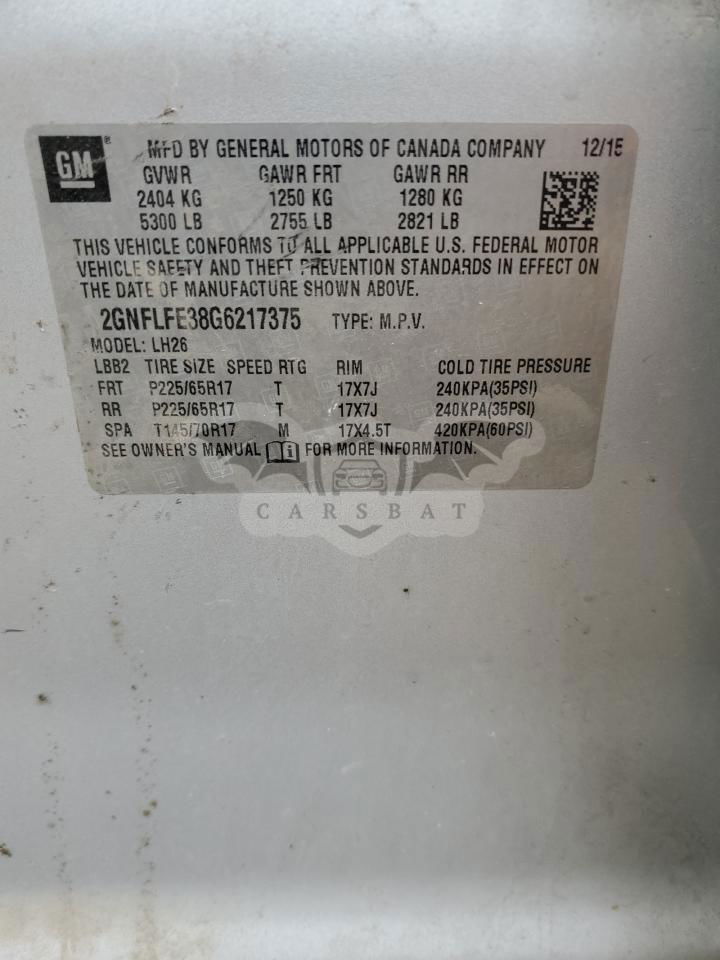 GM
MFD BY GENERAL MOTORS OF CANADA COMPANY 12/15
GVWR GAWR FRT GAWR RR
2404 KG 1250 KG 1280 KG
5300 LB 2755 LB 2821 LB
THIS VEHICLE CONFORMS TO ALL APPLICABLE U.S. FEDERAL MOTOR
VEHICLE SAFETY AND THEFT PREVENTION STANDARDS IN EFFECT ON
THE DATE OF MANUFACTURE SHOWN ABOVE.
2GNFLFE38G6217375 TYPE: M.P.V.
MODEL: LH26
LBB2 TIRE SIZE SPEED RTG RIM COLD TIRE PRESSURE
FRT P225/65R17 T 17X7J 240KPA(35PSI)
RR P225/65R17 T 17X7J 240KPA(35PSI)
SPA T145/70R17 M 17X4.5T 420KPA(60PSI)
SEE OWNER'S MANUAL FOR MORE INFORMATION.
CARSBAT